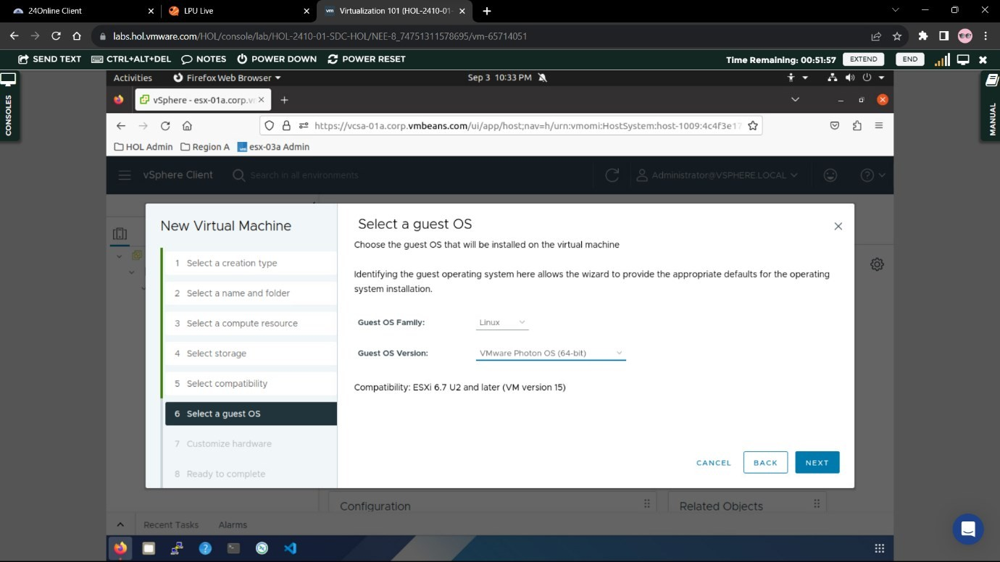 24Online Client
LPU Live
Virtualization 101 (HOL-2410-01-
labs.hol.vmware.com/HOL/console/lab/HOL-2410-01-SDC-HOL/NEE-8_74751311578695/vm-65714051
SEND TEXT CTRL+ALT+DEL NOTES POWER DOWN POWER RESET Time Remaining: 00:51:57 EXTEND END
CONSOLES
MANUAL
Activities Firefox Web Browser Sep 3 10:33 PM
vSphere - esx-01a.corp.v
https://vcsa-01a.corp.vmbeans.com/ui/app/host;nav=h/urn:vmomi:HostSystem:host-1009:4c4f3e17
HOL Admin Region A esx-03a Admin
vSphere Client Search in all environments Administrator@VSPHERE.LOCAL
New Virtual Machine
1 Select a creation type
2 Select a name and folder
3 Select a compute resource
4 Select storage
5 Select compatibility
6 Select a guest OS
7 Customize hardware
8 Ready to complete
Select a guest OS
Choose the guest OS that will be installed on the virtual machine
Identifying the guest operating system here allows the wizard to provide the appropriate defaults for the operating
system installation.
Guest OS Family: Linux
Guest OS Version: VMware Photon OS (64-bit)
Compatibility: ESXi 6.7 U2 and later (VM version 15)
CANCEL BACK NEXT
Configuration Related Objects
Recent Tasks Alarms